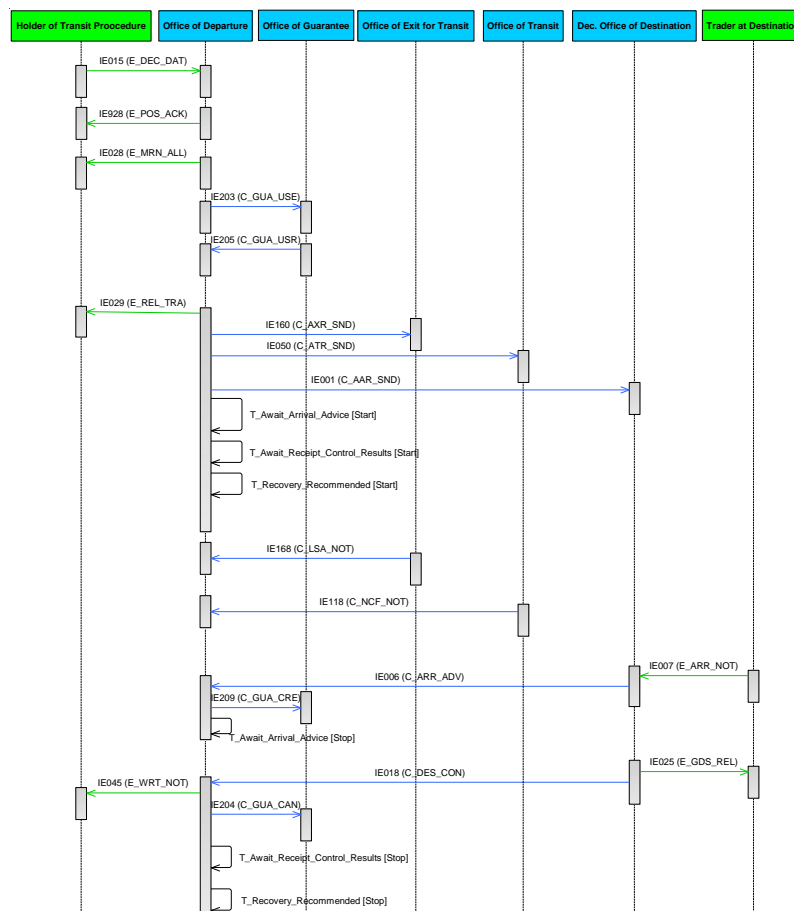 Holder of Transit Proocedure
Office of Departure
Office of Guarantee
Office of Exit for Transit
Office of Transit
Dec. Office of Destination
Trader at Destinatio
IE015 (E_DEC_DAT)
IE928 (E_POS_ACK)
IE028 (E_MRN_ALL)
IE203 (C_GUA_USE)
IE205 (C_GUA_USR)
IE029 (E_REL_TRA)
IE160 (C_AXR_SND)
IE050 (C_ATR_SND)
IE001 (C_AAR_SND)
T_Await_Arrival_Advice [Start]
T_Await_Receipt_Control_Results [Start]
T_Recovery_Recommended [Start]
IE168 (C_LSA_NOT)
IE118 (C_NCF_NOT)
IE007 (E_ARR_NOT)
IE006 (C_ARR_ADV)
IE209 (C_GUA_CRE)
T_Await_Arrival_Advice [Stop]
IE025 (E_GDS_REL)
IE018 (C_DES_CON)
IE045 (E_WRT_NOT)
IE204 (C_GUA_CAN)
T_Await_Receipt_Control_Results [Stop]
T_Recovery_Recommended [Stop]